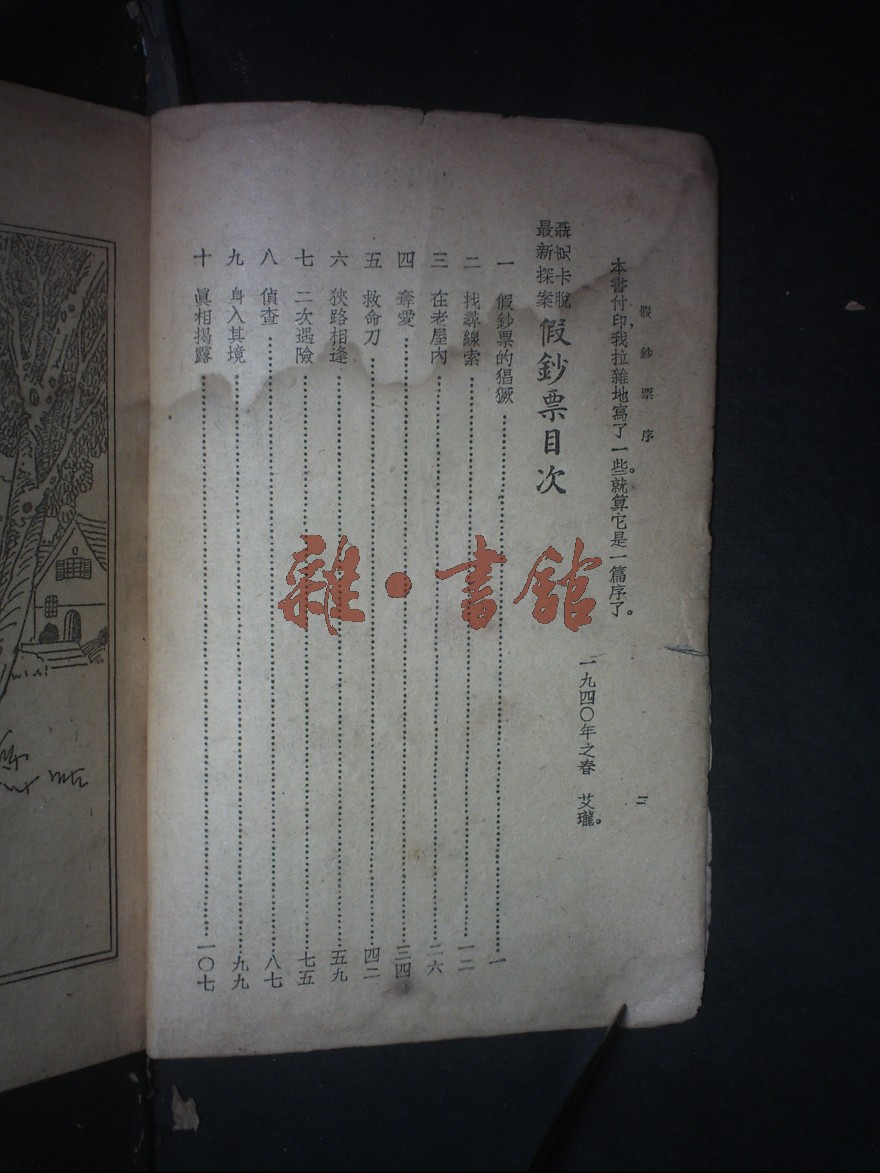 假鈔票序
二
本書付印,我拉雜地寫了一些。就算它是一篇序了。
一九四〇年之春 艾瓏。
聶克卡脫
最新探案
假鈔票目次
一 假鈔票的猖獗……一
二 找尋線索……一二
三 在老屋內……二六
四 奪愛……三四
五 救命刀……四二
六 狹路相逢……五九
七 二次遇險……七五
八 偵查……八七
九 身入其境……九九
十 眞相揭露……一〇七
雜·書館